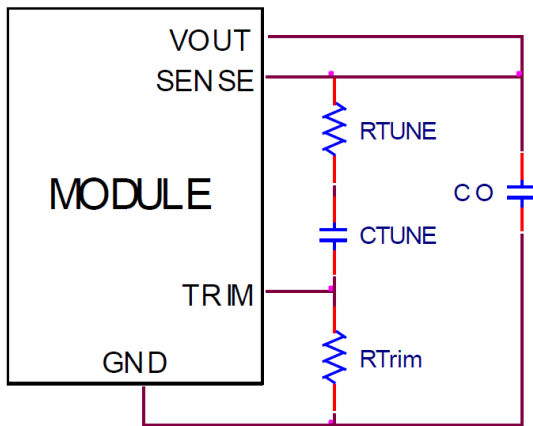 VOUT
SENSE
RTUNE
MODULE
CO
CTUNE
TRIM
GND
RTrim